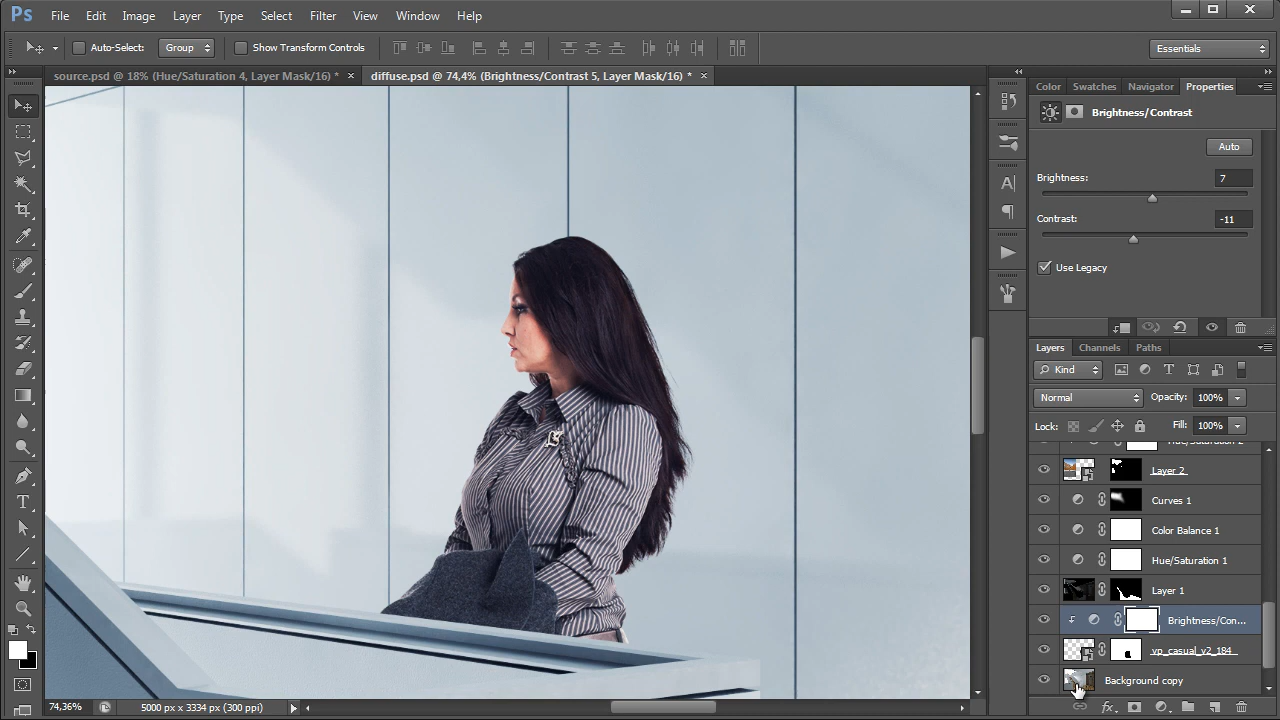 Ps File Edit Image Layer Type Select Filter View Window Help
Auto-Select: Group Show Transform Controls Essentials
source.psd @ 18% (Hue/Saturation 4, Layer Mask/16) * × diffuse.psd @ 74,4% (Brightness/Contrast 5, Layer Mask/16) * ×
Color Swatches Navigator Properties
Brightness/Contrast
Auto
Brightness: 7
Contrast: -11
Use Legacy
Layers Channels Paths
Kind
Normal Opacity: 100%
Lock: Fill: 100%
Hue/Saturation 2
Layer 2
Curves 1
Color Balance 1
Hue/Saturation 1
Layer 1
Brightness/Con...
vp_casual_v2_184
Background copy
74,36% 5000 px x 3334 px (300 ppi)